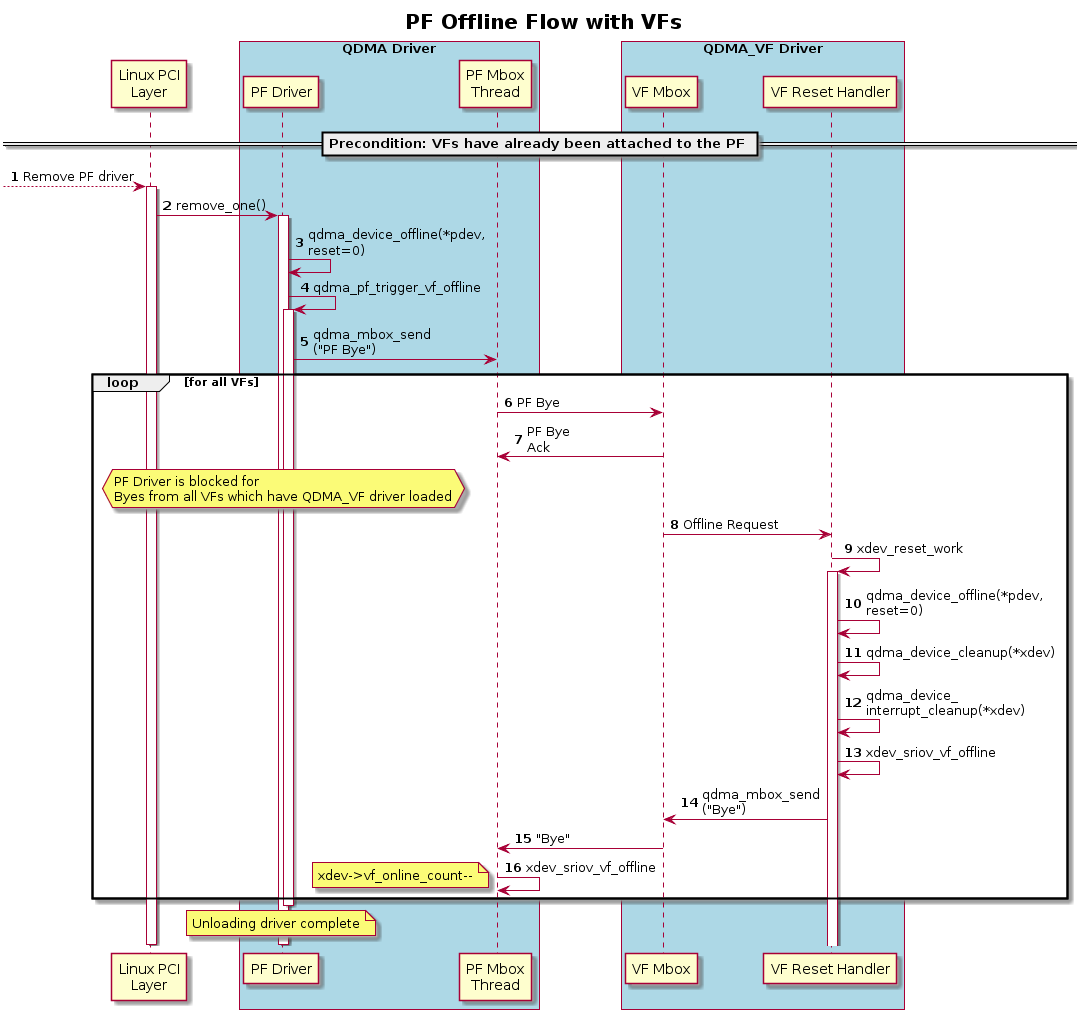 PF Offline Flow with VFs
QDMA Driver
QDMA_VF Driver
Linux PCI
Layer
PF Driver
PF Mbox
Thread
VF Mbox
VF Reset Handler
Precondition: VFs have already been attached to the PF
1 Remove PF driver
2 remove_one()
3 qdma_device_offline(*pdev,
reset=0)
4 qdma_pf_trigger_vf_offline
5 qdma_mbox_send
("PF Bye")
loop [for all VFs]
6 PF Bye
7 PF Bye
Ack
PF Driver is blocked for
Byes from all VFs which have QDMA_VF driver loaded
8 Offline Request
9 xdev_reset_work
10 qdma_device_offline(*pdev,
reset=0)
11 qdma_device_cleanup(*xdev)
12 qdma_device_
interrupt_cleanup(*xdev)
13 xdev_sriov_vf_offline
14 qdma_mbox_send
("Bye")
15 "Bye"
16 xdev_sriov_vf_offline
xdev->vf_online_count--
Unloading driver complete
Linux PCI
Layer
PF Driver
PF Mbox
Thread
VF Mbox
VF Reset Handler